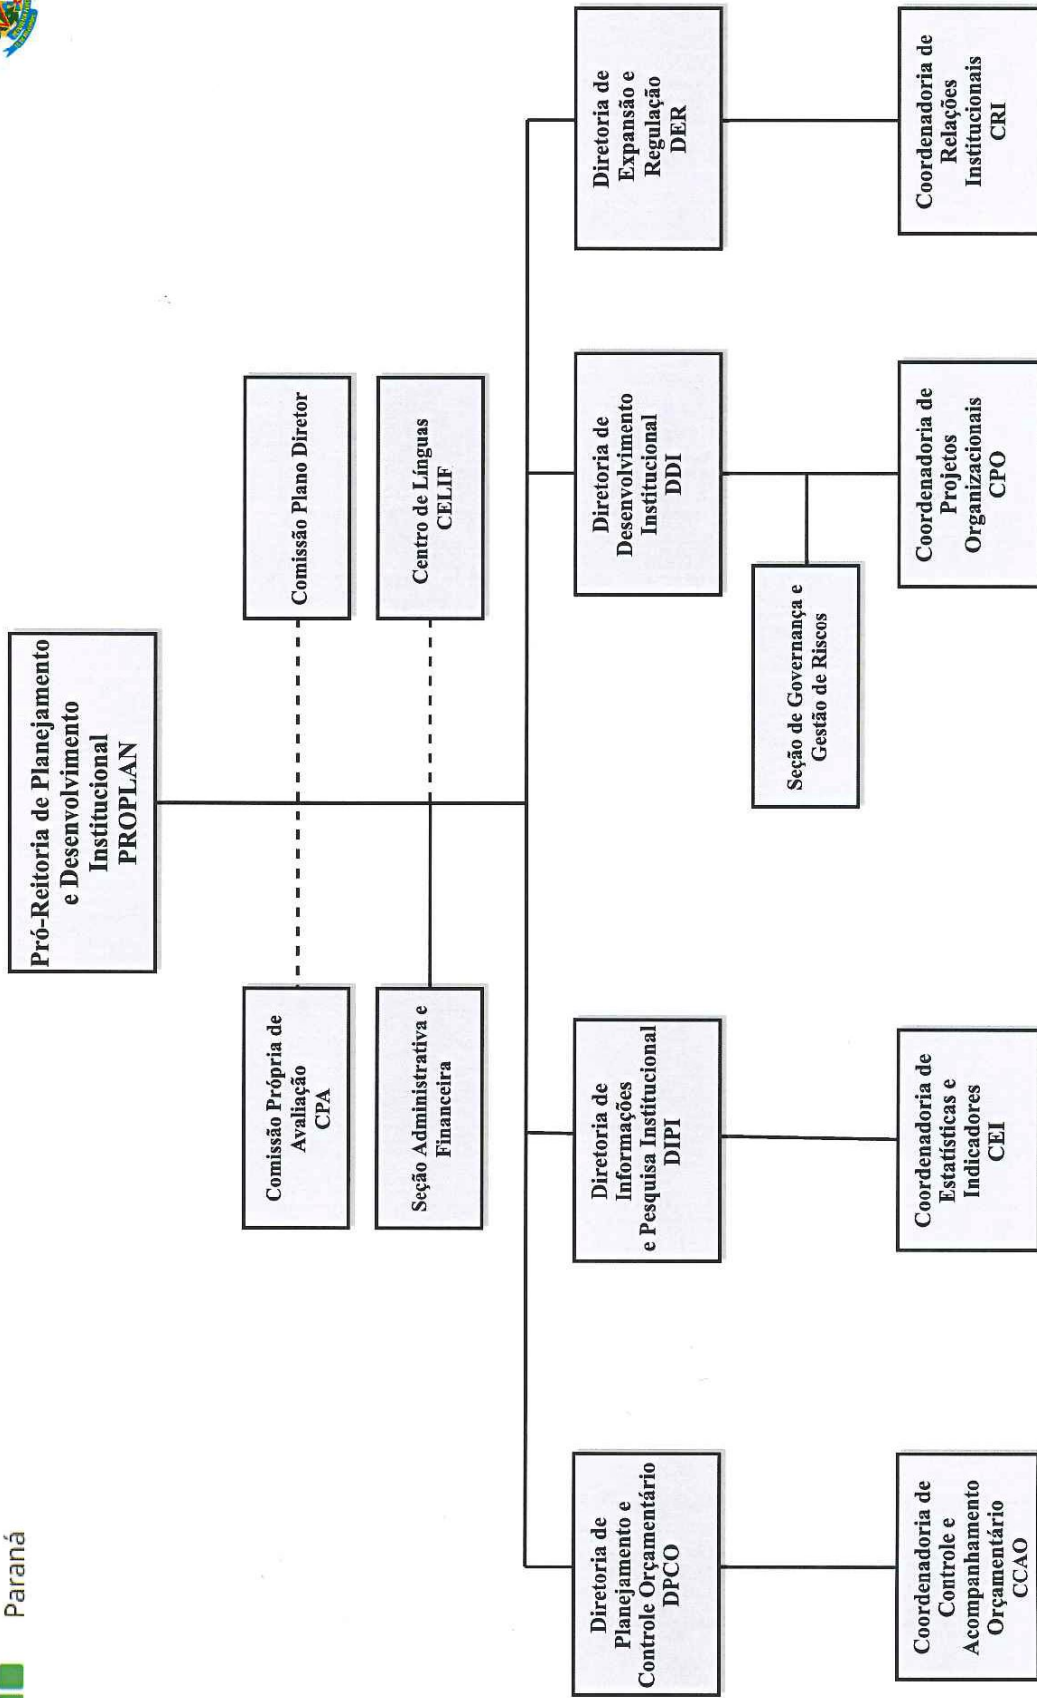 Paraná
Pró-Reitoria de Planejamento
e Desenvolvimento
Institucional
PROPLAN
Comissão Própria de
Avaliação
CPA
Comissão Plano Diretor
Seção Administrativa e
Financeira
Centro de Línguas
CELIF
Diretoria de
Planejamento e
Controle Orçamentário
DPCO
Diretoria de
Informações
e Pesquisa Institucional
DIPI
Diretoria de
Desenvolvimento
Institucional
DDI
Diretoria de
Expansão e
Regulação
DER
Seção de Governança e
Gestão de Riscos
Coordenadoria de
Controle e
Acompanhamento
Orçamentário
CCAO
Coordenadoria de
Estatísticas e
Indicadores
CEI
Coordenadoria de
Projetos
Organizacionais
CPO
Coordenadoria de
Relações
Institucionais
CRI